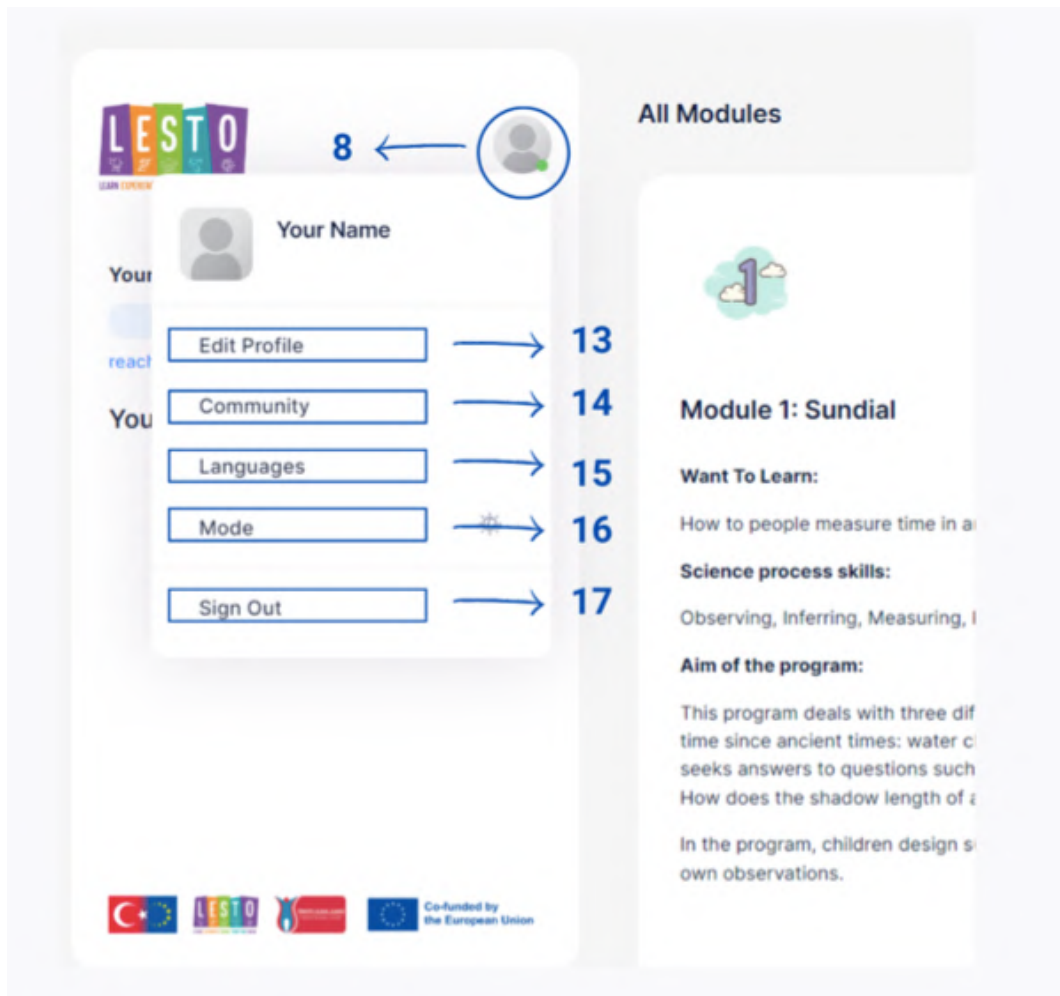 LESTO
8
All Modules
Your Name
Your
Edit Profile
13
reach
Community
14
You
Module 1: Sundial
Languages
15
Want To Learn:
Mode
16
How to people measure time in a
Science process skills:
Sign Out
17
Observing, Inferring, Measuring,
Aim of the program:
This program deals with three dif
time since ancient times: water c
seeks answers to questions such
How does the shadow length of a
In the program, children design s
own observations.
LESTO
Co-funded by
the European Union